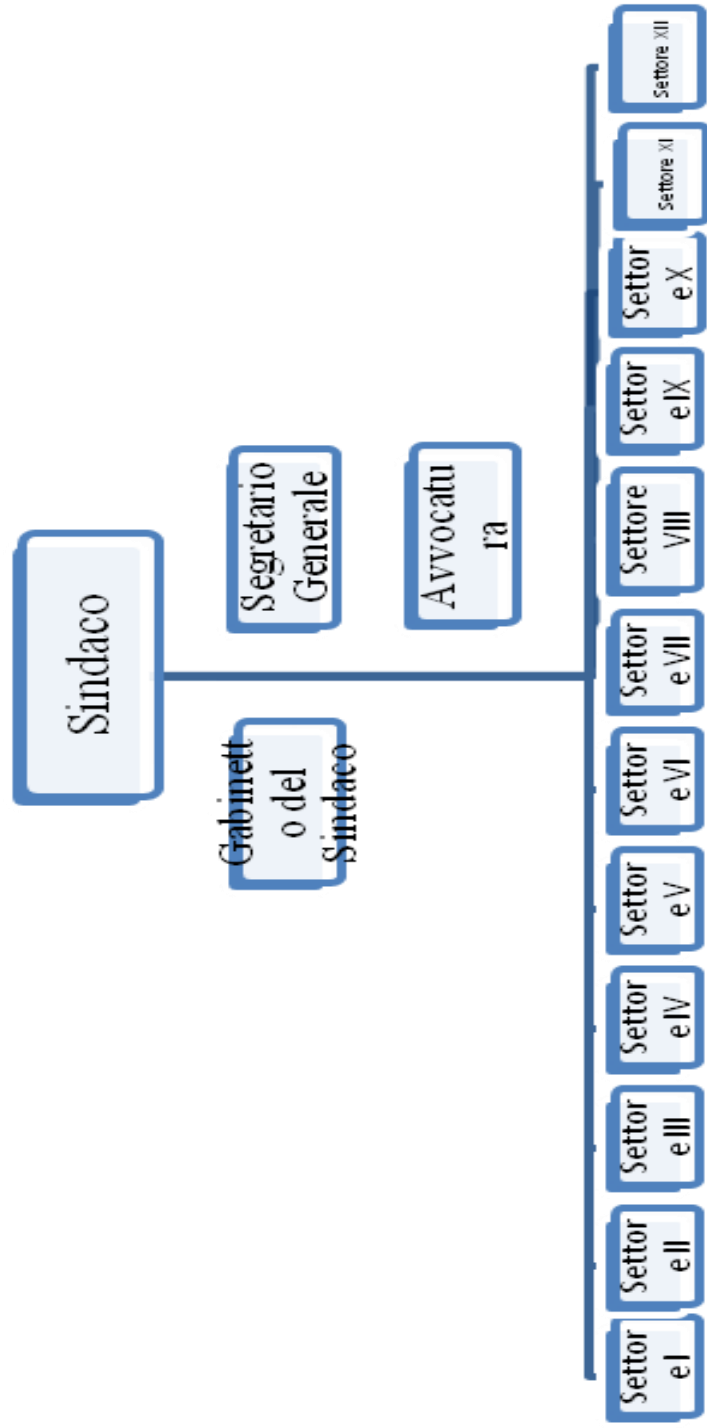 Sindaco
Gabinett
o del
Sindaco
Segretario
Generale
Avvocatu
ra
Settor
e I
Settor
e II
Settor
e III
Settor
e IV
Settor
e V
Settor
e VI
Settor
e VII
Settore
VIII
Settor
e IX
Settor
e X
Settore XI
Settore XII